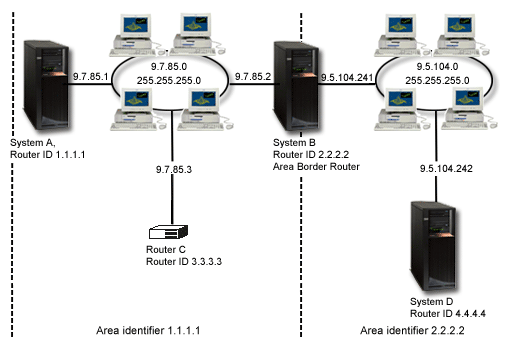 9.7.85.0
255.255.255.0
9.5.104.0
255.255.255.0
9.7.85.1
9.7.85.2
9.5.104.241
System A,
Router ID 1.1.1.1
System B
Router ID 2.2.2.2
Area Border Router
9.7.85.3
9.5.104.242
Router C
Router ID 3.3.3.3
System D
Router ID 4.4.4.4
Area identifier 1.1.1.1
Area identifier 2.2.2.2